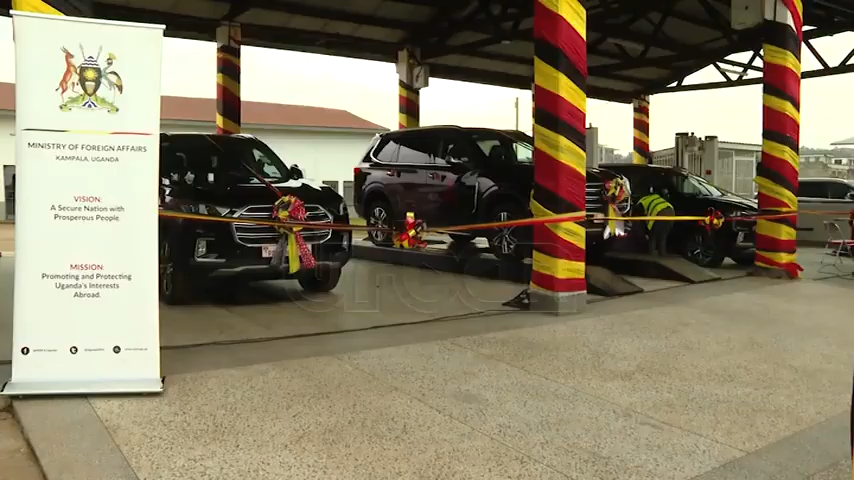 MINISTRY OF FOREIGN AFFAIRS
KAMPALA, UGANDA
VISION:
A Secure Nation with
Prosperous People.
MISSION:
Promoting and Protecting
Uganda's Interests
Abroad.